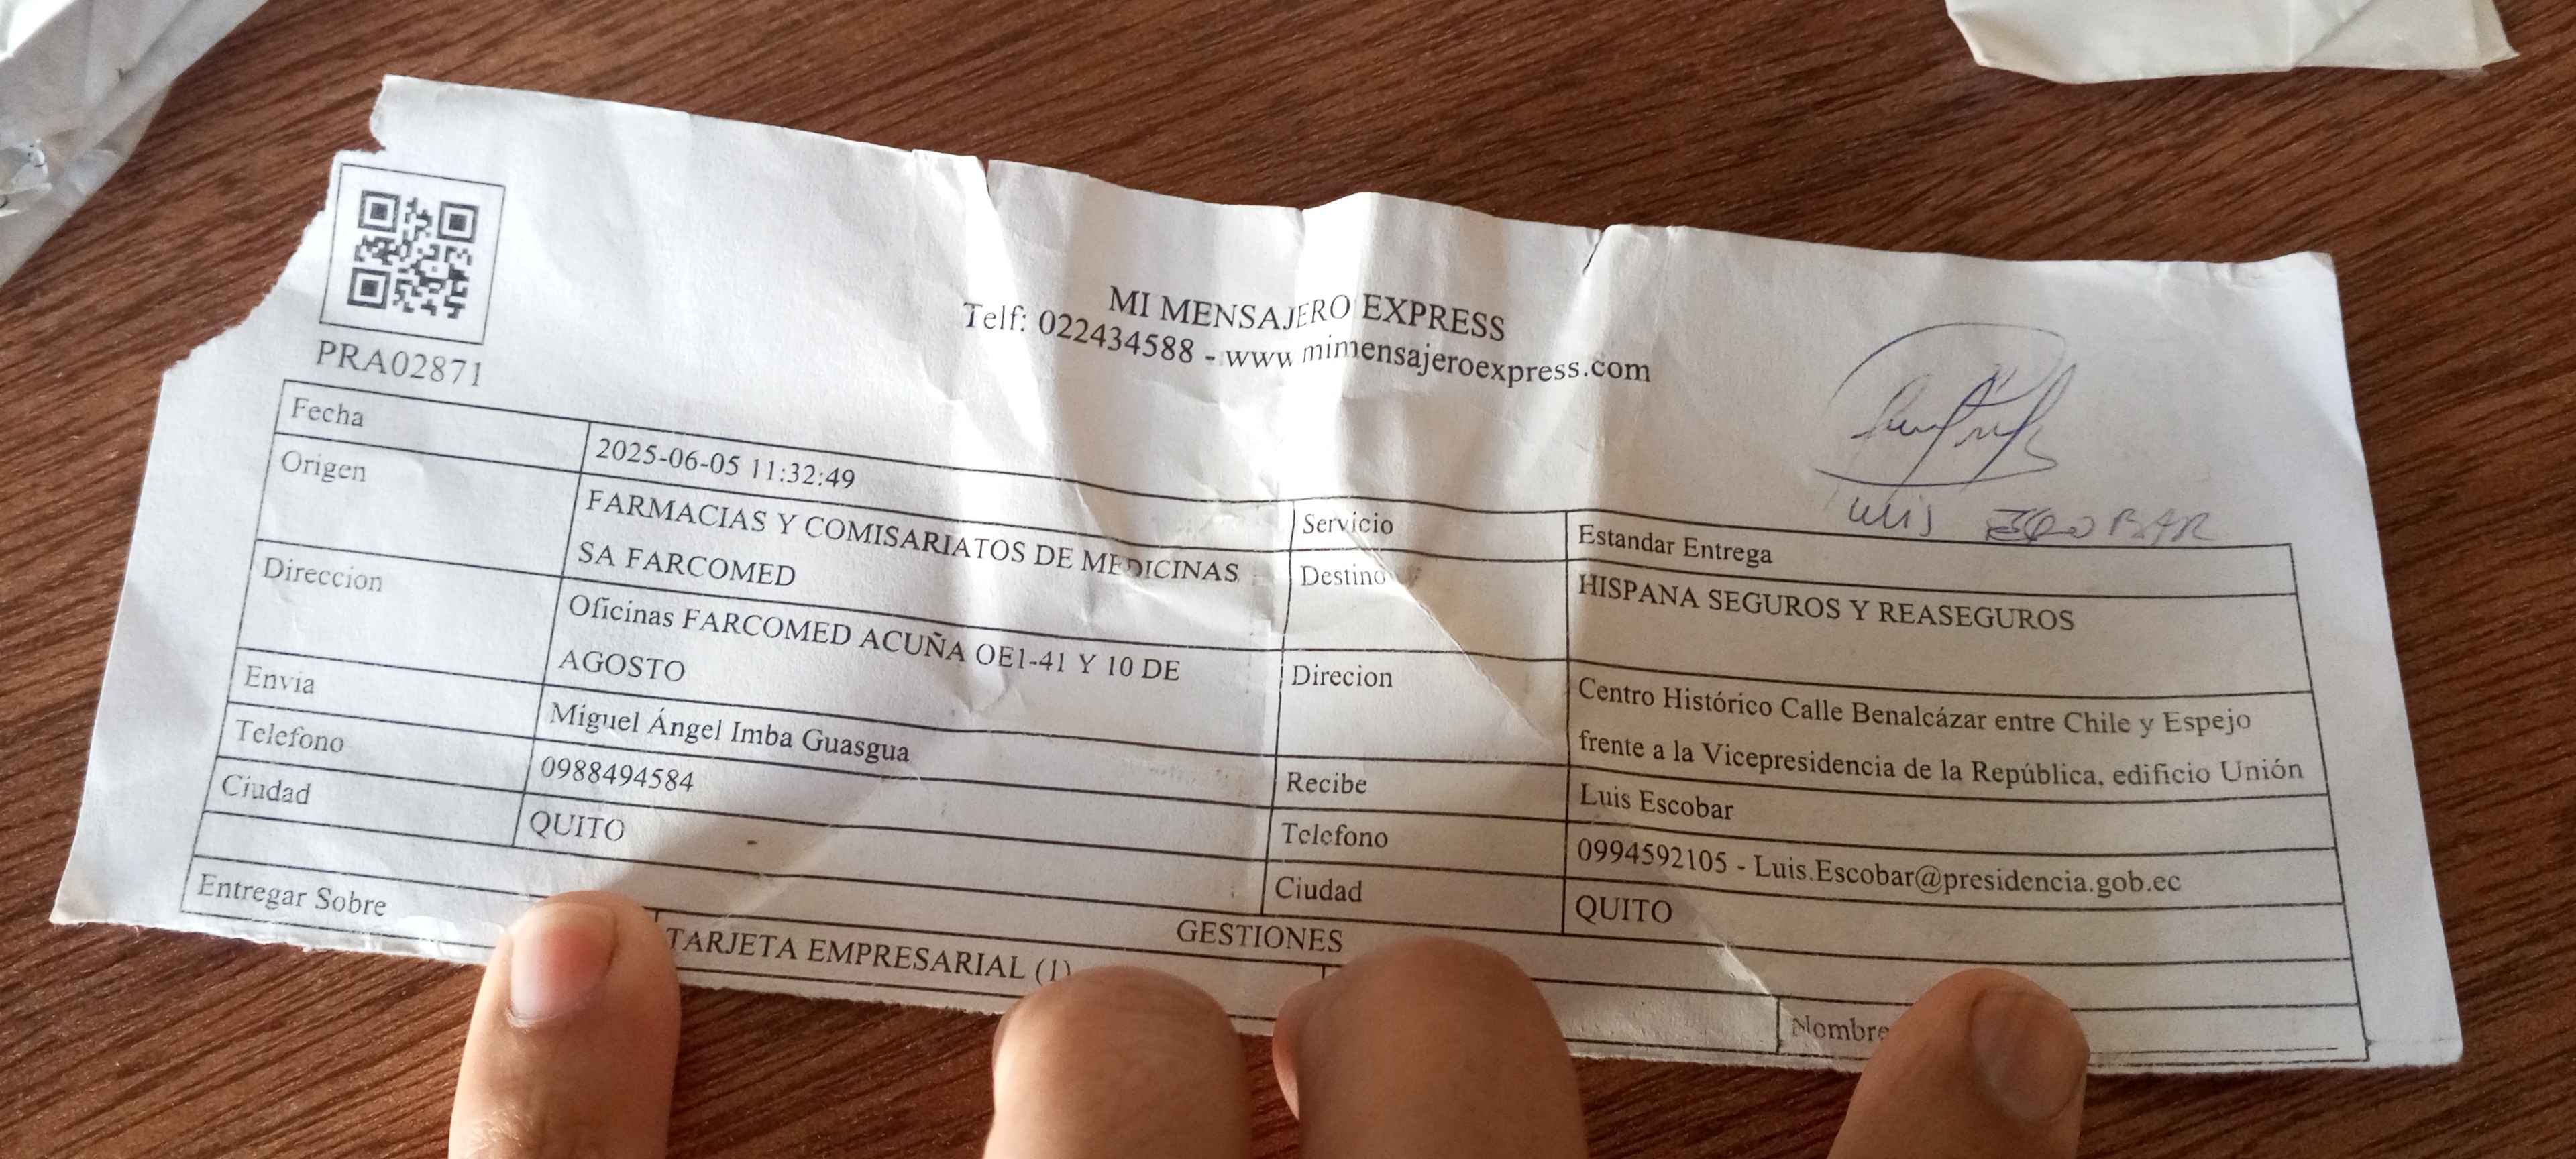 PRA02871
MI MENSAJERO EXPRESS
Telf: 022434588 - www mimensajeroexpress.com
LUIS ESCOBAR
Fecha
2025-06-05 11:32:49
Servicio
Estandar Entrega
Origen
FARMACIAS Y COMISARIATOS DE MEDICINAS
SA FARCOMED
Destino
HISPANA SEGUROS Y REASEGUROS
Direccion
Oficinas FARCOMED ACUÑA OE1-41 Y 10 DE
AGOSTO
Direcion
Centro Histórico Calle Benalcázar entre Chile y Espejo
frente a la Vicepresidencia de la República, edificio Unión
Envia
Miguel Ángel Imba Guasgua
Recibe
Luis Escobar
Telefono
0988494584
Telefono
0994592105 - Luis.Escobar@presidencia.gob.ec
Ciudad
QUITO
Ciudad
QUITO
GESTIONES
Entregar Sobre
TARJETA EMPRESARIAL (1)
Nombre